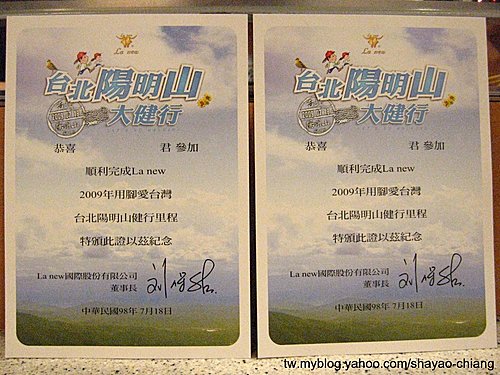 La new
台北陽明山
大健行
恭喜 君 參加
順利完成La new
2009年用腳愛台灣
台北陽明山健行里程
特頒此證以茲紀念
La new國際股份有限公司
董事長
中華民國98年 7月18日
La new
台北陽明山
大健行
恭喜 君 參加
順利完成La new
2009年用腳愛台灣
台北陽明山健行里程
特頒此證以茲紀念
La new國際股份有限公司
董事長
中華民國98年 7月18日
tw.myblog.yahoo.com/shayao-chiang